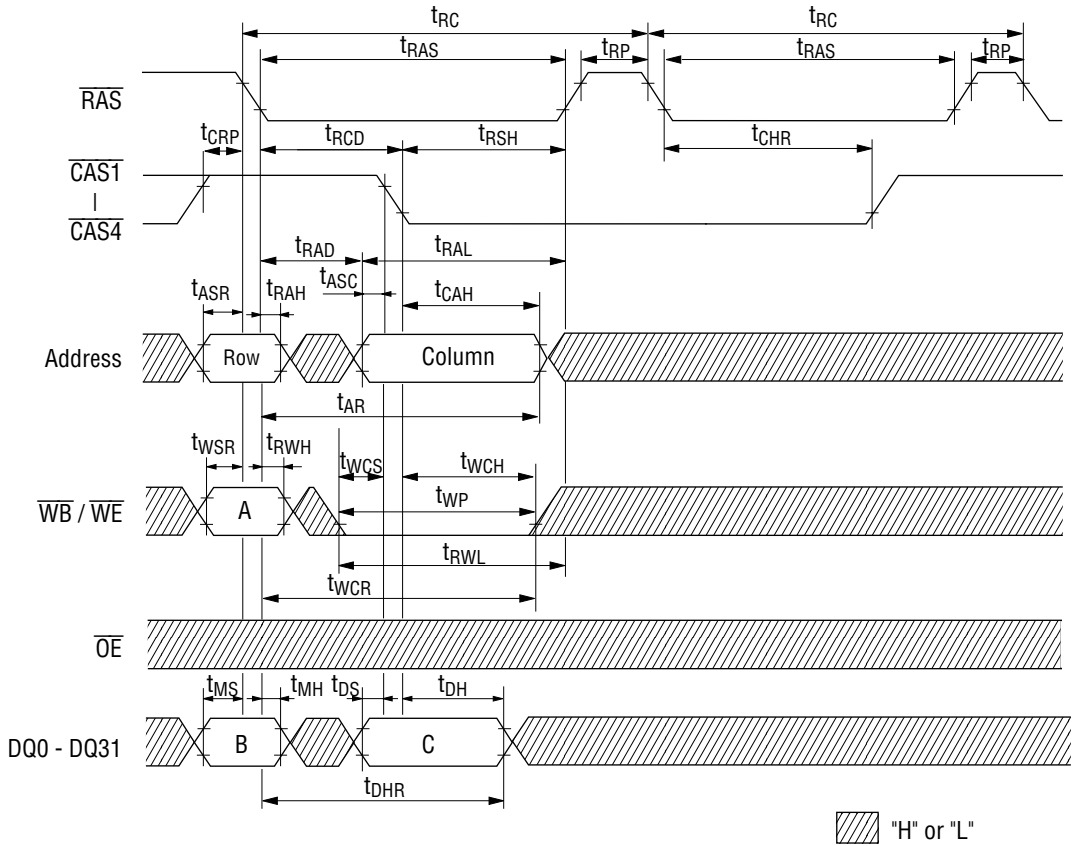 tRC tRC
tRAS tRP tRAS tRP
RAS
tCRP tRCD tRSH tCHR
CAS1
CAS4
tRAD tRAL
tASR tRAH tASC tCAH
Address Row Column
tAR
tWSR tRWH tWCS tWCH
WB / WE A tWP
tRWL
tWCR
OE
tMS tMH tDS tDH
DQ0 - DQ31 B C
tDHR
"H" or "L"